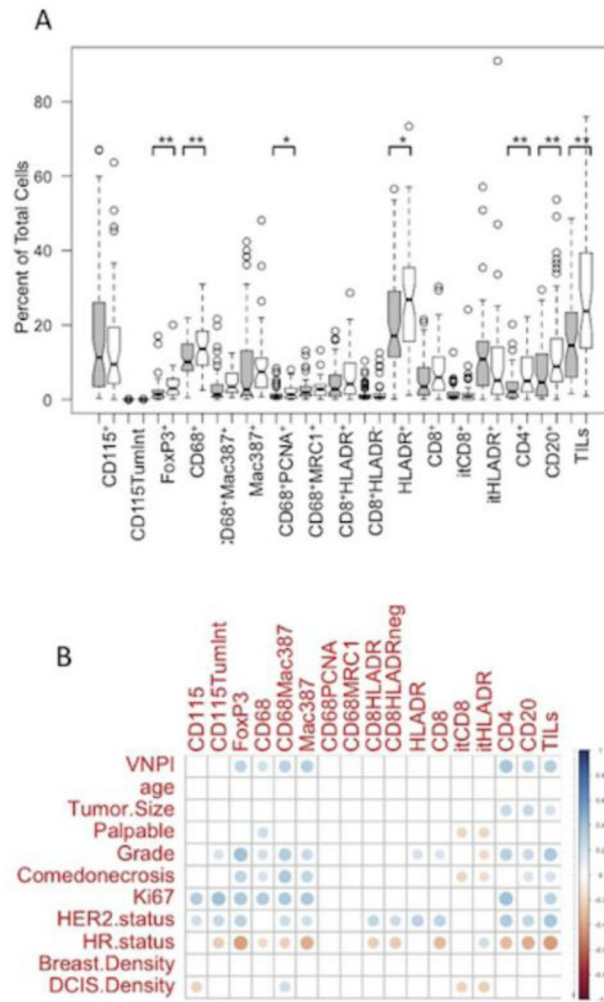 A
Percent of Total Cells
80
60
40
20
0
** ** * * ** ** **
CD115⁺
CD115TumInt
FoxP3⁺
CD68⁺
CD68⁺Mac387⁺
Mac387⁺
CD68⁺PCNA⁺
CD68⁺MRC1⁺
CD8⁺HLADR⁺
CD8⁺HLADR⁻
HLADR⁺
CD8⁺
itCD8⁺
itHLADR⁺
CD4⁺
CD20⁺
TILs
B
CD115
CD115TumInt
FoxP3
CD68
CD68Mac387
Mac387
CD68PCNA
CD68MRC1
CD8HLADR
CD8HLADRneg
HLADR
CD8
itCD8
itHLADR
CD4
CD20
TILs
VNPI
age
Tumor.Size
Palpable
Grade
Comedonecrosis
Ki67
HER2.status
HR.status
Breast.Density
DCIS.Density